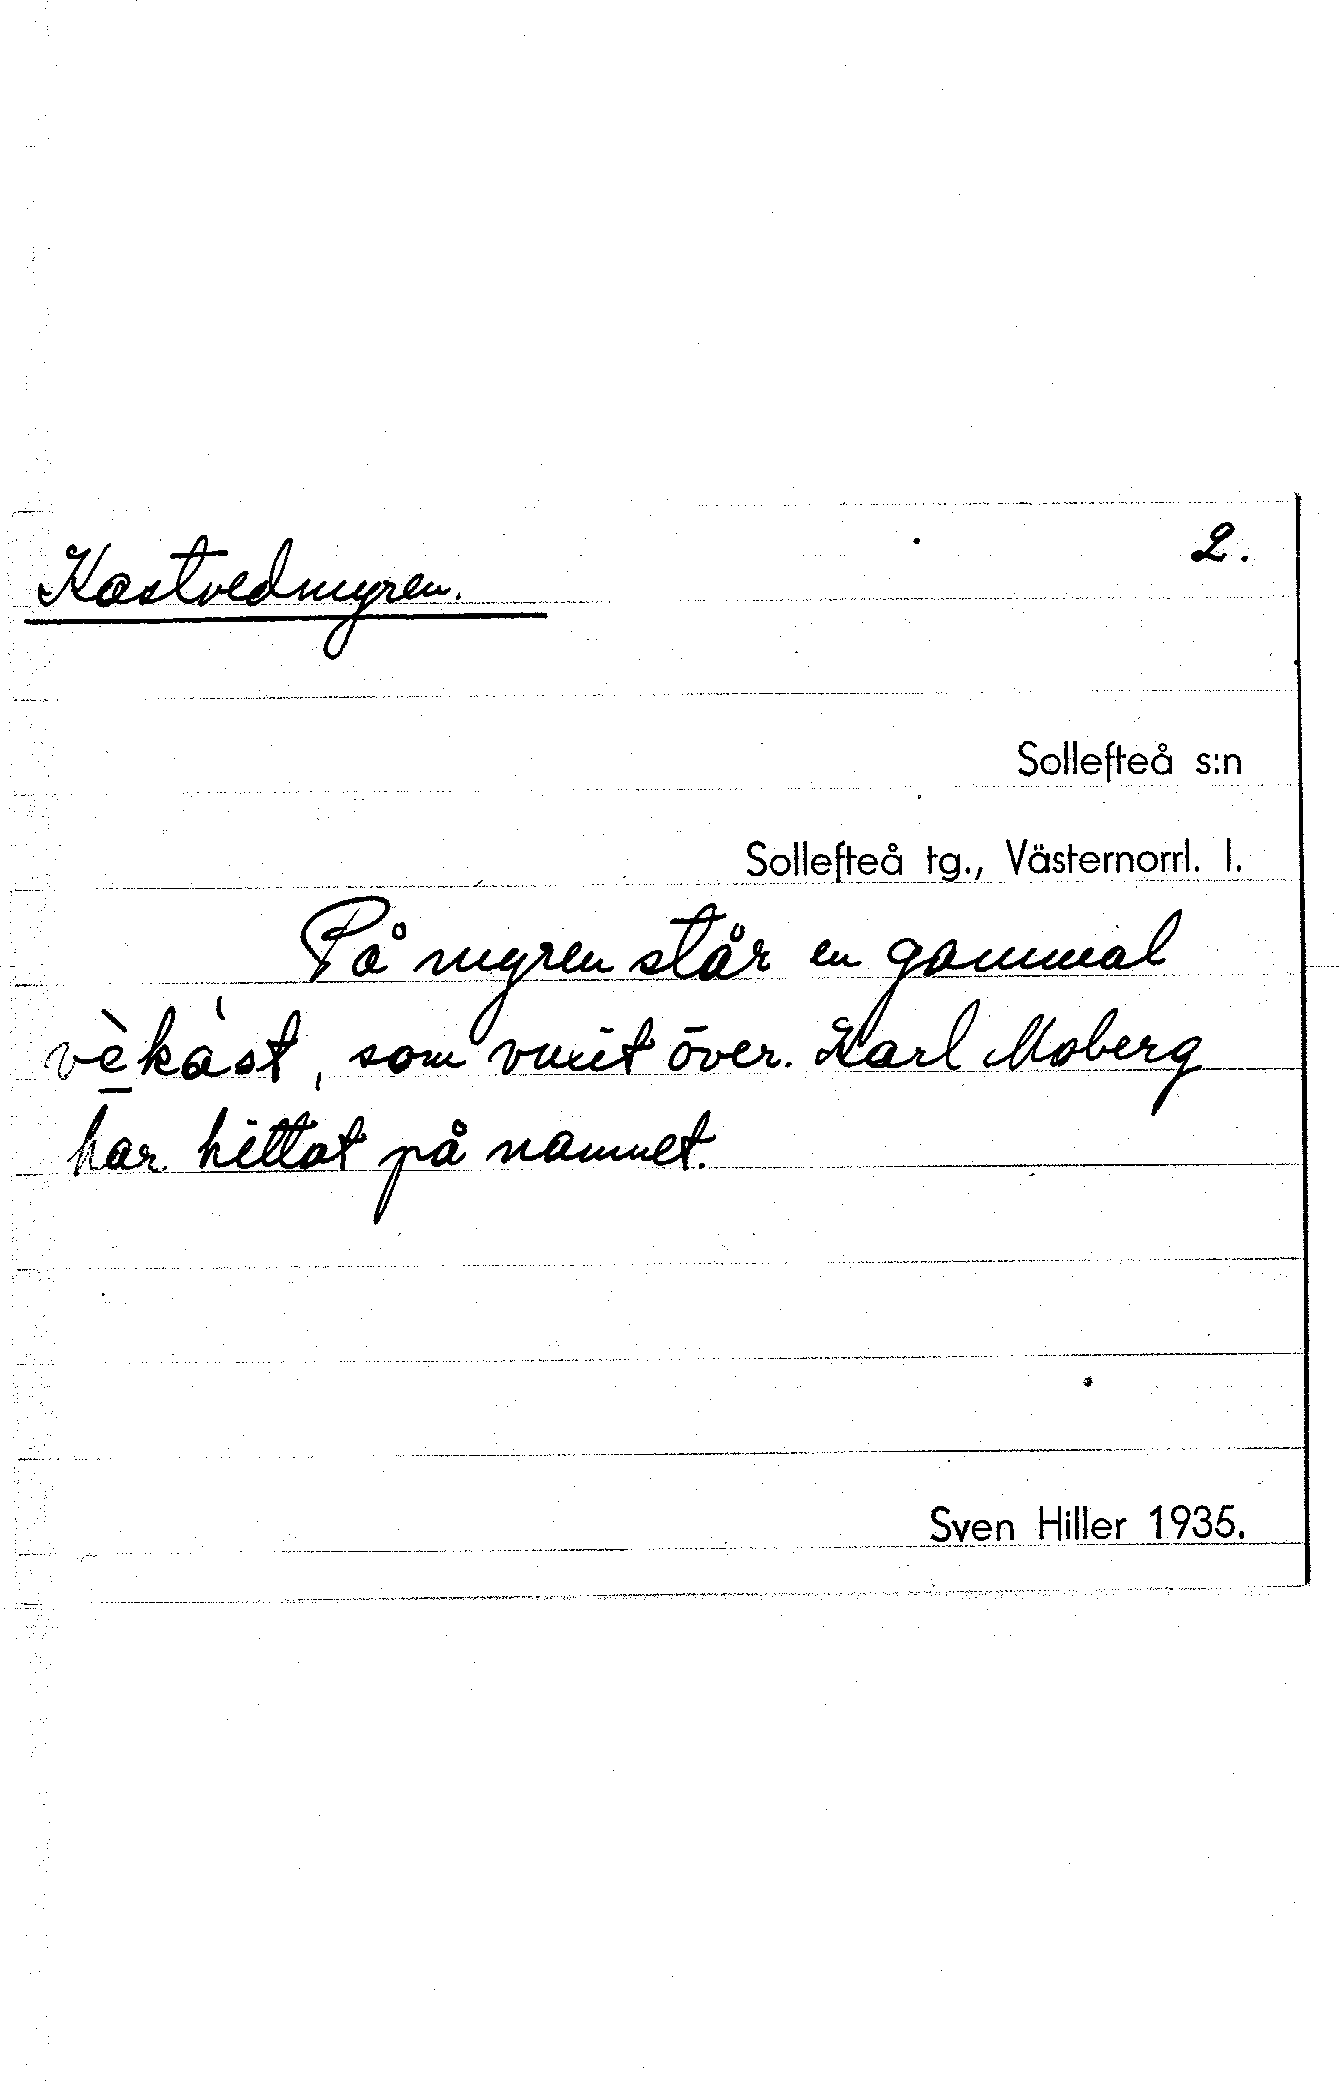 Kastvedmyren.
2.
Sollefteå s:n
Sollefteå tg., Västernorrl. l.
På myren står en gammal
vèkàst, som vuxit över. Karl Moberg
har hittat på namnet.
Sven Hiller 1935.